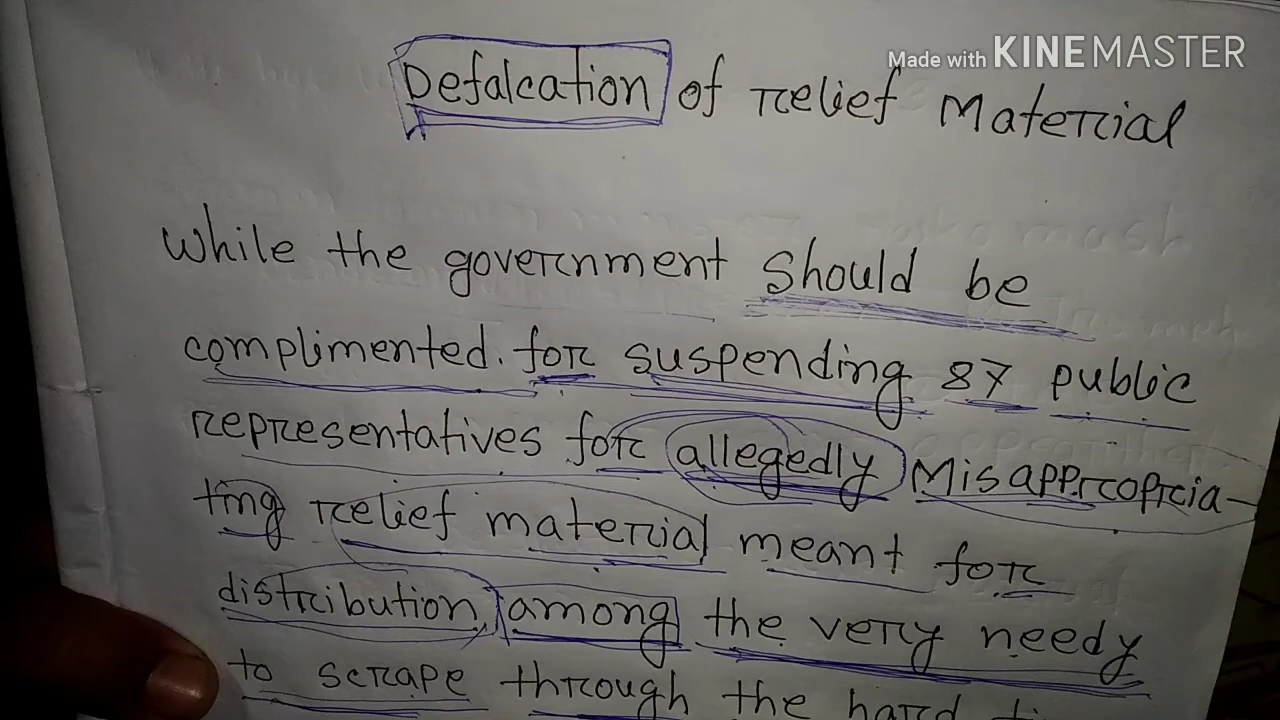 Made with KINEMASTER
Defalcation of relief Material
While the government should be
complimented. for suspending 87 public
representatives for allegedly Misappropria-
ting relief material meant for
distribution, among the very needy
to scrape through the hard